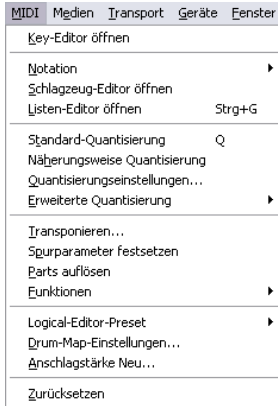 MIDI Medien Transport Geräte Fenster
Key-Editor öffnen
Notation
Schlagzeug-Editor öffnen
Listen-Editor öffnen Strg+G
Standard-Quantisierung Q
Näherungsweise Quantisierung
Quantisierungseinstellungen...
Erweiterte Quantisierung
Transponieren...
Spurparameter festsetzen
Parts auflösen
Funktionen
Logical-Editor-Preset
Drum-Map-Einstellungen...
Anschlagstärke Neu...
Zurücksetzen